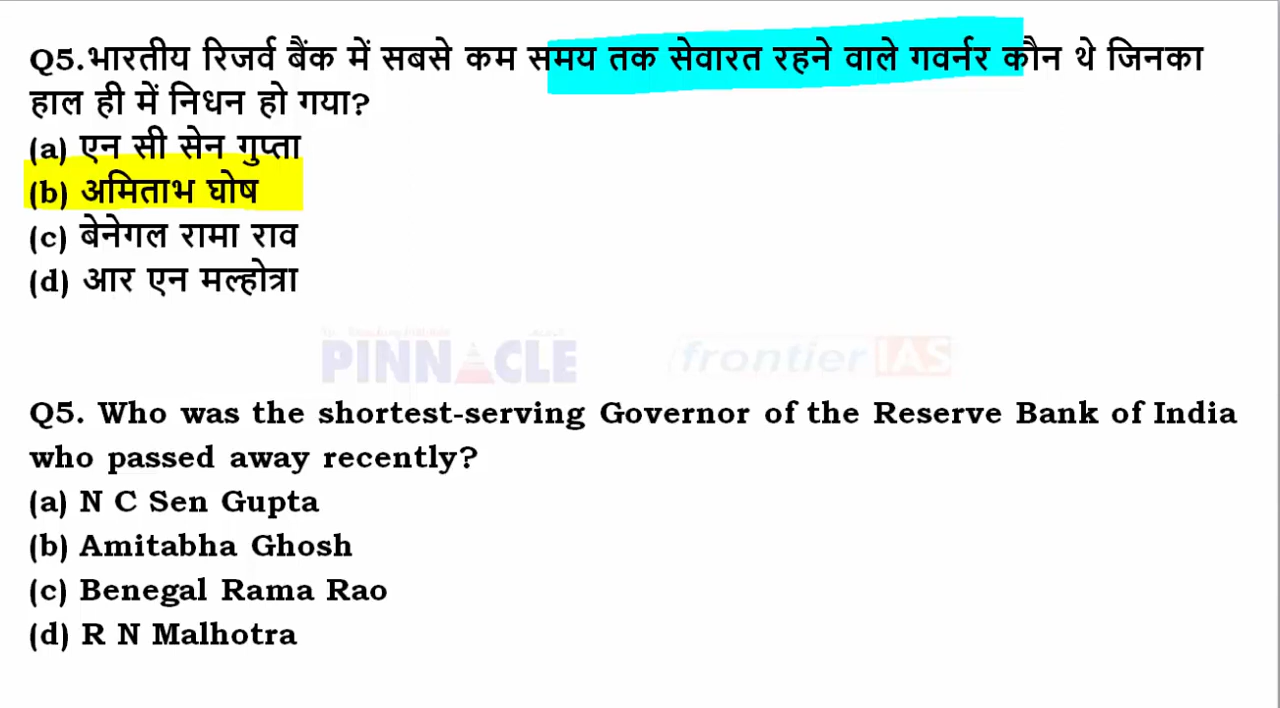 Q5.भारतीय रिजर्व बैंक में सबसे कम समय तक सेवारत रहने वाले गवर्नर कौन थे जिनका
हाल ही में निधन हो गया?
(a) एन सी सेन गुप्ता
(b) अमिताभ घोष
(c) बेनेगल रामा राव
(d) आर एन मल्होत्रा
PINNACLE frontier IAS
Q5. Who was the shortest-serving Governor of the Reserve Bank of India
who passed away recently?
(a) N C Sen Gupta
(b) Amitabha Ghosh
(c) Benegal Rama Rao
(d) R N Malhotra